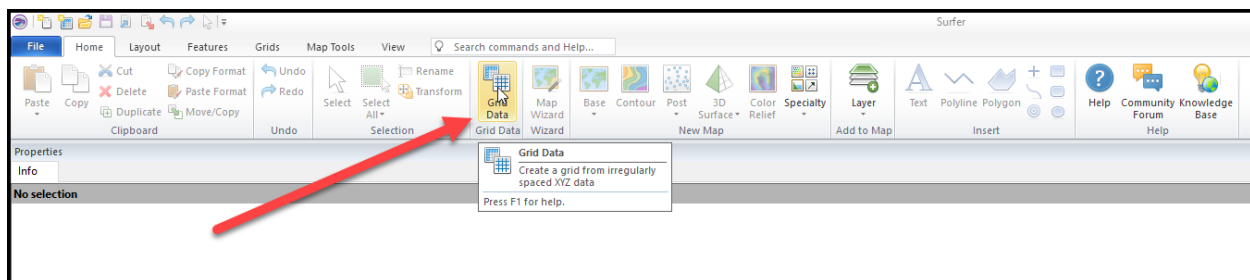 Surfer
File Home Layout Features Grids Map Tools View Search commands and Help...
Paste Copy Cut Delete Duplicate Copy Format Paste Format Move/Copy
Clipboard
Undo Redo
Undo
Select Select All Rename Transform
Selection
Grid Data
Grid Data
Map Wizard
Wizard
Base Contour Post 3D Surface Color Relief Specialty
New Map
Layer
Add to Map
Text Polyline Polygon
Insert
Help Community Forum Knowledge Base
Help
Properties
Info
No selection
Grid Data
Create a grid from irregularly
spaced XYZ data
Press F1 for help.